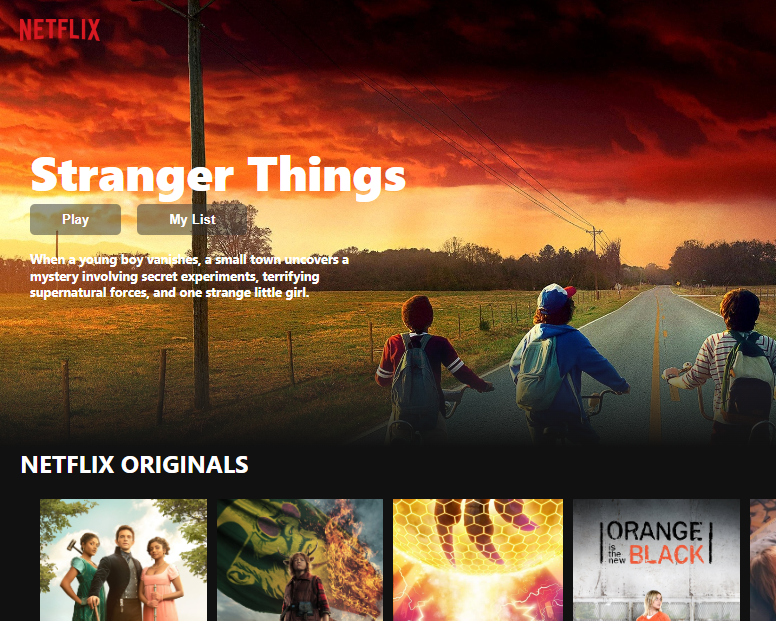 NETFLIX
Stranger Things
Play
My List
When a young boy vanishes, a small town uncovers a
mystery involving secret experiments, terrifying
supernatural forces, and one strange little girl.
NETFLIX ORIGINALS
ORANGE
is
the
new
BLACK